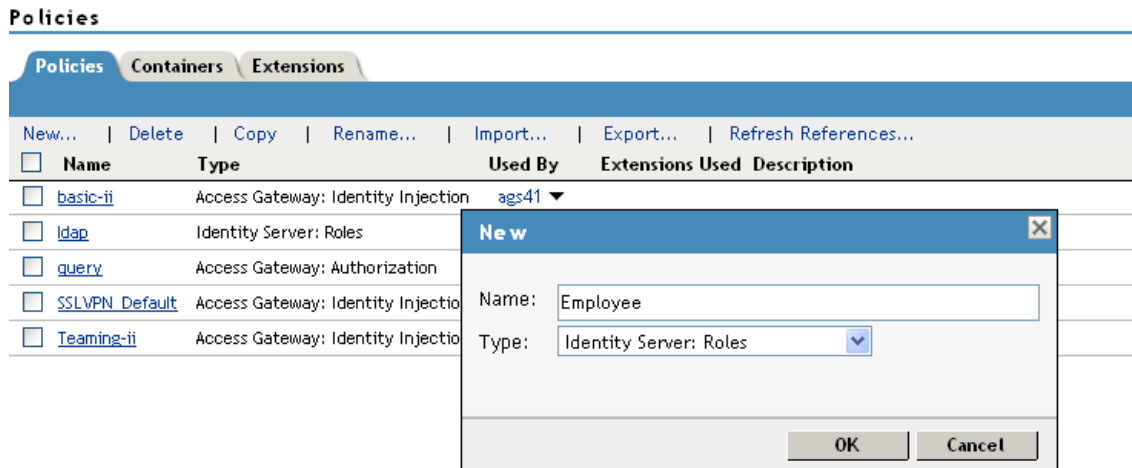 Policies
Policies Containers Extensions
New... | Delete | Copy | Rename... | Import... | Export... | Refresh References...
Name Type Used By Extensions Used Description
basic-ii Access Gateway: Identity Injection ags41
ldap Identity Server: Roles
query Access Gateway: Authorization
SSLVPN_Default Access Gateway: Identity Injectio
Teaming-ii Access Gateway: Identity Injectio
New
Name: Employee
Type: Identity Server: Roles
OK Cancel